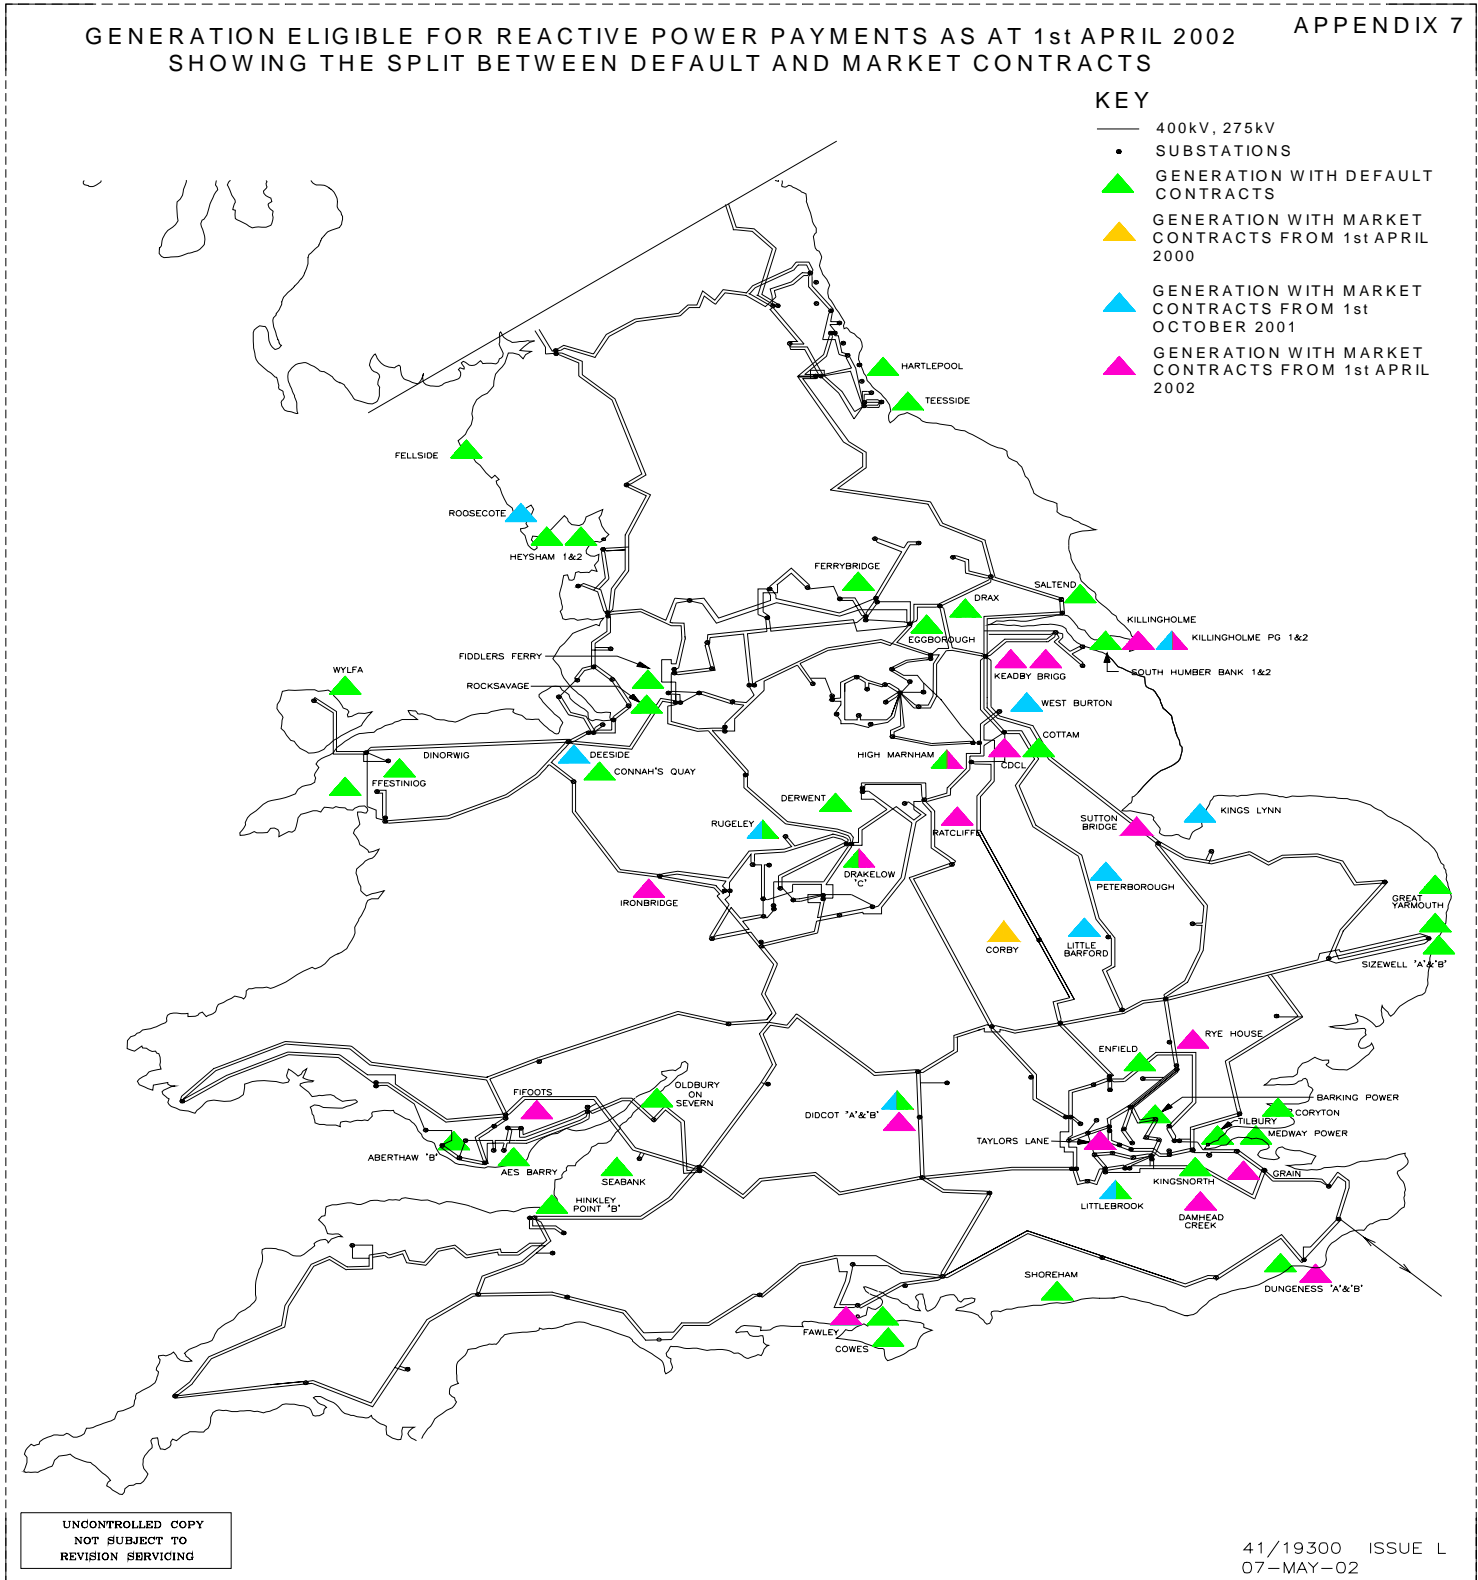 APPENDIX 7
GENERATION ELIGIBLE FOR REACTIVE POWER PAYMENTS AS AT 1st APRIL 2002
SHOWING THE SPLIT BETWEEN DEFAULT AND MARKET CONTRACTS
KEY
400kV, 275kV
SUBSTATIONS
GENERATION WITH DEFAULT
CONTRACTS
GENERATION WITH MARKET
CONTRACTS FROM 1st APRIL
2000
GENERATION WITH MARKET
CONTRACTS FROM 1st
OCTOBER 2001
GENERATION WITH MARKET
CONTRACTS FROM 1st APRIL
2002
HARTLEPOOL
TEESSIDE
FELLSIDE
ROOSECOTE
HEYSHAM 1&2
FERRYBRIDGE
DRAX
SALTEND
EGGBOROUGH
KILLINGHOLME
KILLINGHOLME PG 1&2
SOUTH HUMBER BANK 1&2
FIDDLERS FERRY
ROCKSAVAGE
WYLFA
KEADBY BRIGG
WEST BURTON
DINORWIG
FFESTINIOG
DEESIDE
CONNAH'S QUAY
HIGH MARNHAM
CDCL
COTTAM
DERWENT
RUGELEY
RATCLIFFE
SUTTON
BRIDGE
KINGS LYNN
DRAKELOW
'C'
IRONBRIDGE
PETERBOROUGH
GREAT
YARMOUTH
CORBY
LITTLE
BARFORD
SIZEWELL 'A'&'B'
RYE HOUSE
ENFIELD
FIFOOTS
OLDBURY
ON
SEVERN
DIDCOT 'A'&'B'
BARKING POWER
CORYTON
TILBURY
MEDWAY POWER
TAYLORS LANE
ABERTHAW 'B'
AES BARRY
SEABANK
KINGSNORTH
GRAIN
HINKLEY
POINT 'B'
LITTLEBROOK
DAMHEAD
CREEK
SHOREHAM
DUNGENESS 'A'&'B'
FAWLEY
COWES
UNCONTROLLED COPY
NOT SUBJECT TO
REVISION SERVICING
41/19300 ISSUE L
07-MAY-02